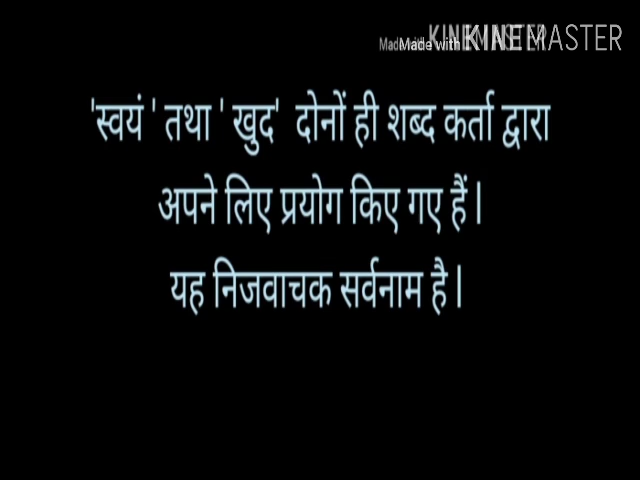 Made with KINEMASTER
'स्वयं ' तथा ' खुद' दोनों ही शब्द कर्ता द्वारा
अपने लिए प्रयोग किए गए हैं |
यह निजवाचक सर्वनाम है |